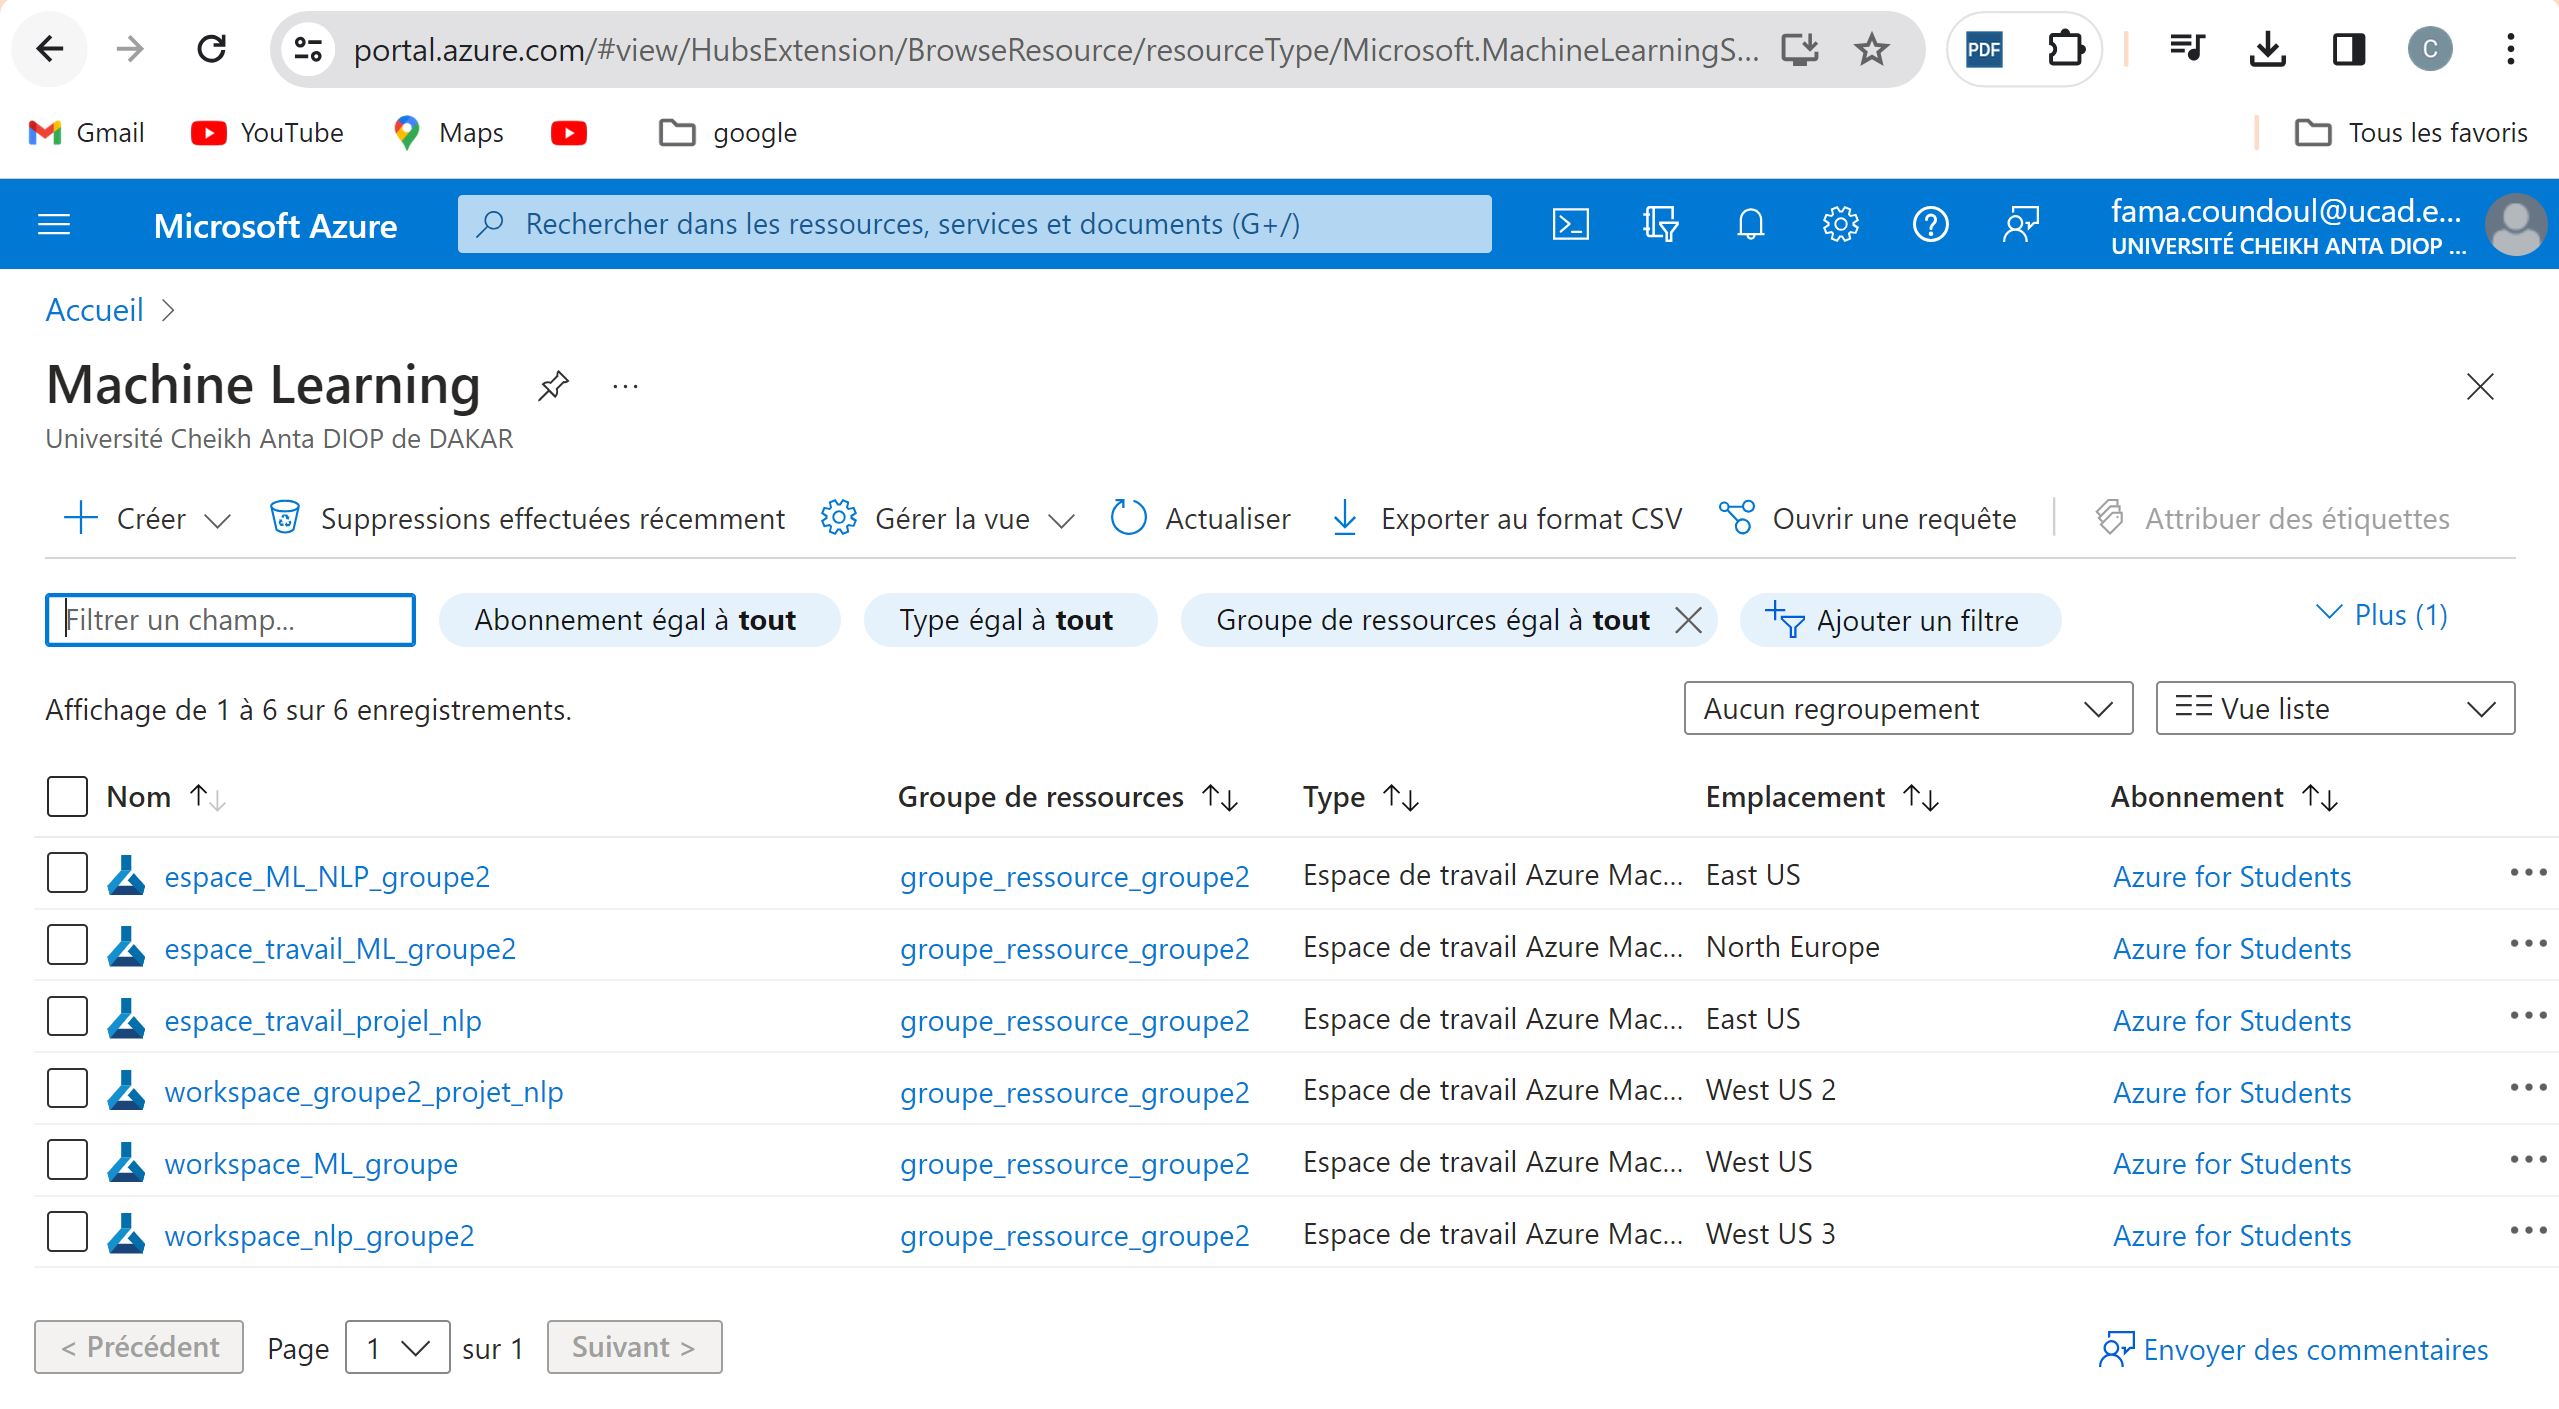 portal.azure.com/#view/HubsExtension/BrowseResource/resourceType/Microsoft.MachineLearningS... PDF C
Gmail YouTube Maps google Tous les favoris
Microsoft Azure Rechercher dans les ressources, services et documents (G+/) fama.coundoul@ucad.e...
UNIVERSITÉ CHEIKH ANTA DIOP ...
Accueil >
Machine Learning ...
Université Cheikh Anta DIOP de DAKAR
Créer Suppressions effectuées récemment Gérer la vue Actualiser Exporter au format CSV Ouvrir une requête Attribuer des étiquettes
Filtrer un champ... Abonnement égal à tout Type égal à tout Groupe de ressources égal à tout Ajouter un filtre Plus (1)
Affichage de 1 à 6 sur 6 enregistrements. Aucun regroupement Vue liste
Nom Groupe de ressources Type Emplacement Abonnement
espace_ML_NLP_groupe2 groupe_ressource_groupe2 Espace de travail Azure Mac... East US Azure for Students
espace_travail_ML_groupe2 groupe_ressource_groupe2 Espace de travail Azure Mac... North Europe Azure for Students
espace_travail_projel_nlp groupe_ressource_groupe2 Espace de travail Azure Mac... East US Azure for Students
workspace_groupe2_projet_nlp groupe_ressource_groupe2 Espace de travail Azure Mac... West US 2 Azure for Students
workspace_ML_groupe groupe_ressource_groupe2 Espace de travail Azure Mac... West US Azure for Students
workspace_nlp_groupe2 groupe_ressource_groupe2 Espace de travail Azure Mac... West US 3 Azure for Students
< Précédent Page 1 sur 1 Suivant > Envoyer des commentaires